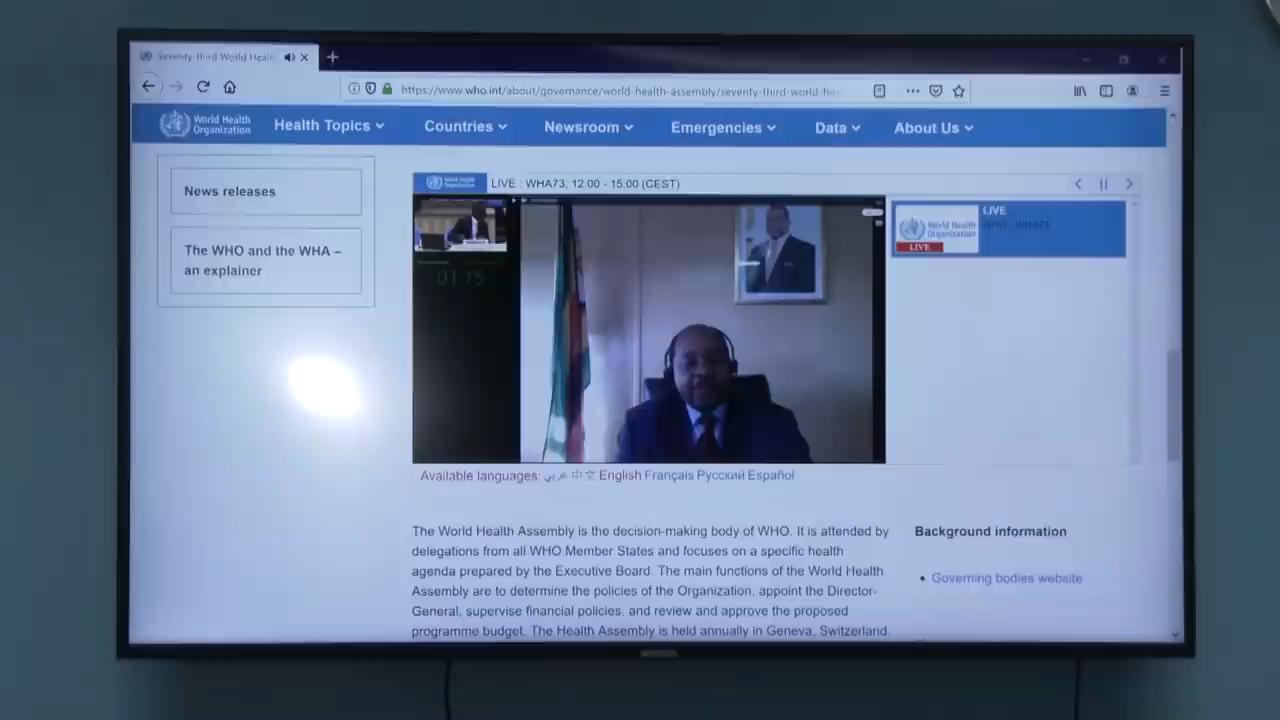 Seventy-third World Heal
https://www.who.int/about/governance/world-health-assembly/seventy-third-world-he
World Health
Organization
Health Topics
Countries
Newsroom
Emergencies
Data
About Us
News releases
The WHO and the WHA –
an explainer
World Health
Organization
LIVE : WHA73, 12:00 - 15:00 (CEST)
01:15
World Health
Organization
LIVE
LIVE
Available languages: عربي 中文 English Français Русский Español
The World Health Assembly is the decision-making body of WHO. It is attended by
delegations from all WHO Member States and focuses on a specific health
agenda prepared by the Executive Board. The main functions of the World Health
Assembly are to determine the policies of the Organization, appoint the Director-
General, supervise financial policies, and review and approve the proposed
programme budget. The Health Assembly is held annually in Geneva, Switzerland.
Background information
• Governing bodies website